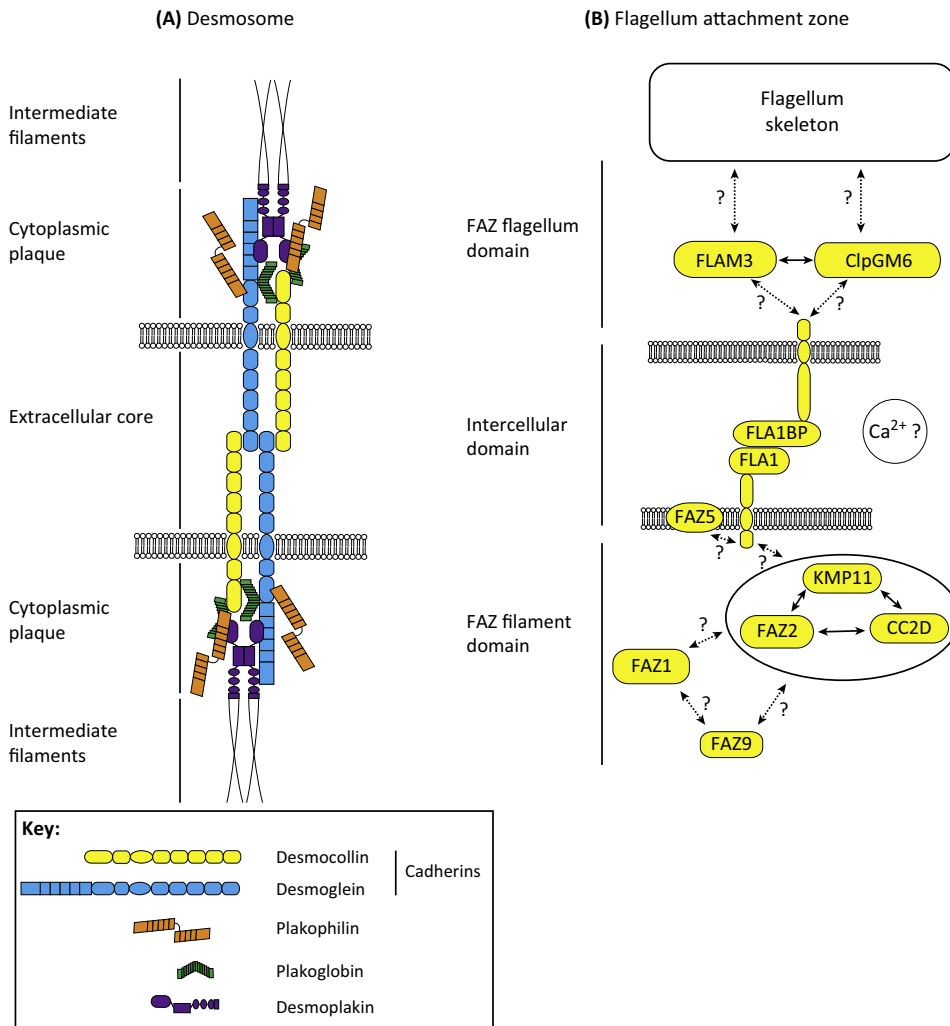 (A) Desmosome
Intermediate
filaments
Cytoplasmic
plaque
Extracellular core
Cytoplasmic
plaque
Intermediate
filaments
(B) Flagellum attachment zone
Flagellum
skeleton
?
?
FAZ flagellum
domain
FLAM3
ClpGM6
?
?
Intercellular
domain
FLA1BP
FLA1
Ca2+ ?
FAZ5
?
?
FAZ filament
domain
KMP11
FAZ2
CC2D
?
FAZ1
?
?
FAZ9
Key:
Desmocollin
Desmoglein
Cadherins
Plakophilin
Plakoglobin
Desmoplakin